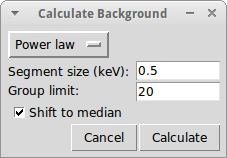 Calculate Background
Power law
Segment size (keV): 0.5
Group limit: 20
Shift to median
Cancel Calculate